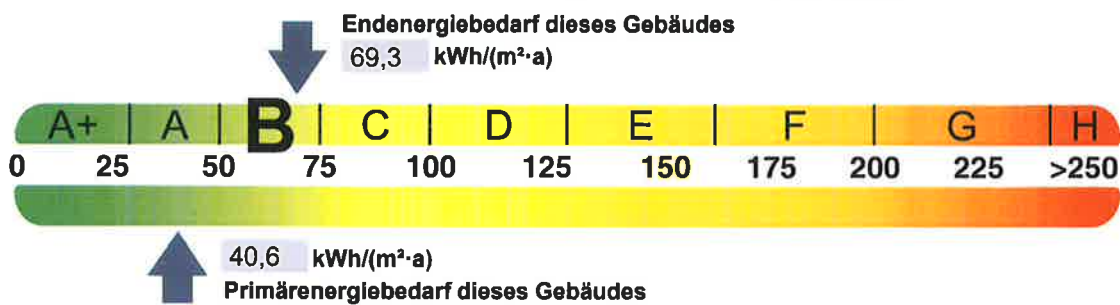 Endenergiebedarf dieses Gebäudes
69,3 kWh/(m²·a)
A+ A B C D E F G H
0 25 50 75 100 125 150 175 200 225 >250
40,6 kWh/(m²·a)
Primärenergiebedarf dieses Gebäudes